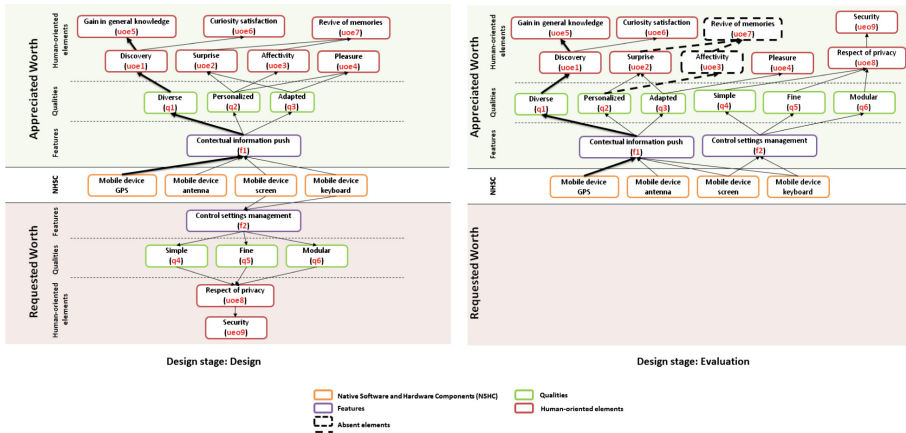 Appreciated Worth
Human-oriented
elements
Gain in general knowledge
(uoe5)
Curiosity satisfaction
(uoe6)
Revive of memories
(uoe7)
Discovery
(uoe1)
Surprise
(uoe2)
Affectivity
(uoe3)
Pleasure
(uoe4)
Qualities
Diverse
(q1)
Personalized
(q2)
Adapted
(q3)
Features
Contextual information push
(f1)
NHSC
Mobile device
GPS
Mobile device
antenna
Mobile device
screen
Mobile device
keyboard
Requested Worth
Features
Control settings management
(f2)
Qualities
Simple
(q4)
Fine
(q5)
Modular
(q6)
Human-oriented
elements
Respect of privacy
(uoe8)
Security
(ueo9)
Design stage: Design
Appreciated Worth
Human-oriented
elements
Gain in general knowledge
(uoe5)
Curiosity satisfaction
(uoe6)
Revive of memories
(uoe7)
Security
(ueo9)
Discovery
(uoe1)
Surprise
(uoe2)
Affectivity
(uoe3)
Pleasure
(uoe4)
Respect of privacy
(uoe8)
Qualities
Diverse
(q1)
Personalized
(q2)
Adapted
(q3)
Simple
(q4)
Fine
(q5)
Modular
(q6)
Features
Contextual information push
(f1)
Control settings management
(f2)
NHSC
Mobile device
GPS
Mobile device
antenna
Mobile device
screen
Mobile device
keyboard
Requested Worth
Design stage: Evaluation
Native Software and Hardware Components (NSHC)
Features
Absent elements
Qualities
Human-oriented elements